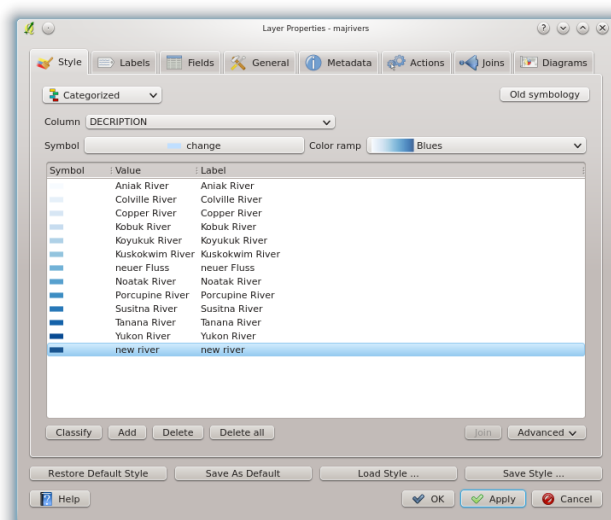 Layer Properties - majrivers
Style Labels Fields General Metadata Actions Joins Diagrams
Categorized Old symbology
Column DECRIPTION
Symbol change Color ramp Blues
Symbol Value Label
Aniak River Aniak River
Colville River Colville River
Copper River Copper River
Kobuk River Kobuk River
Koyukuk River Koyukuk River
Kuskokwim River Kuskokwim River
neuer Fluss neuer Fluss
Noatak River Noatak River
Porcupine River Porcupine River
Susitna River Susitna River
Tanana River Tanana River
Yukon River Yukon River
new river new river
Classify Add Delete Delete all Join Advanced
Restore Default Style Save As Default Load Style ... Save Style ...
Help OK Apply Cancel